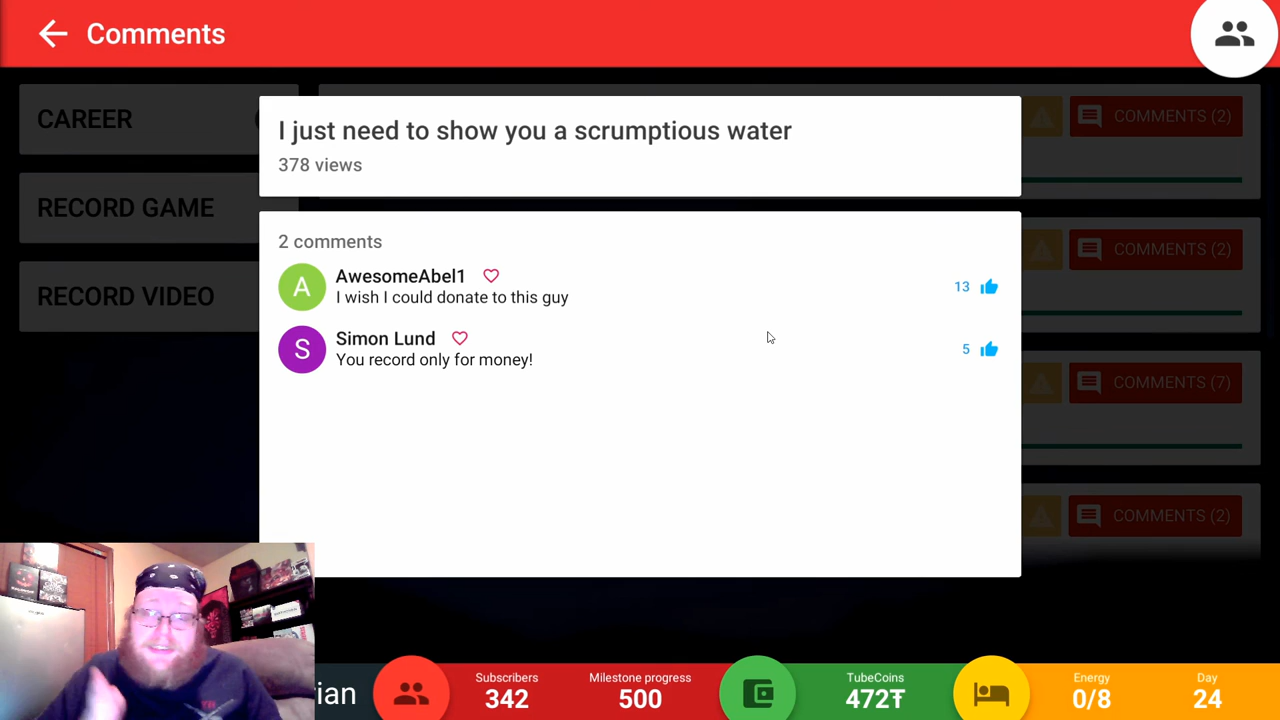 Comments
CAREER
RECORD GAME
RECORD VIDEO
COMMENTS (2)
COMMENTS (2)
COMMENTS (7)
COMMENTS (2)
I just need to show you a scrumptious water
378 views
2 comments
A
AwesomeAbel1
I wish I could donate to this guy
13
S
Simon Lund
You record only for money!
5
ian
Subscribers
342
Milestone progress
500
TubeCoins
472Ŧ
Energy
0/8
Day
24